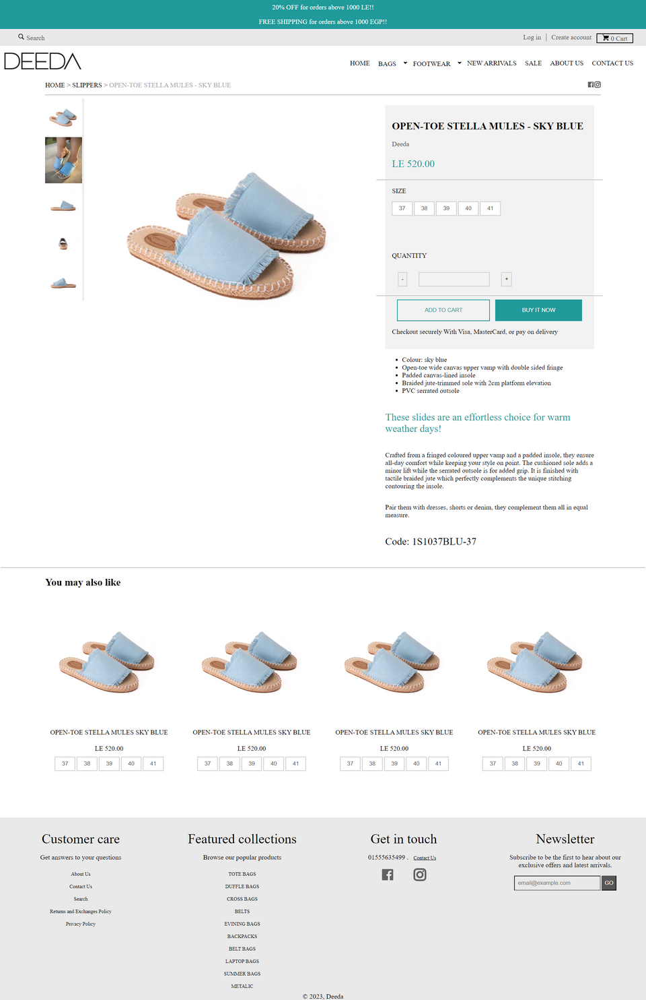 20% OFF for orders above 1000 LE!!
FREE SHIPPING for orders above 1000 EGP!!
Search
Log in | Create account 0 Cart
DEEDA
HOME BAGS FOOTWEAR NEW ARRIVALS SALE ABOUT US CONTACT US
HOME > SLIPPERS > OPEN-TOE STELLA MULES - SKY BLUE
OPEN-TOE STELLA MULES - SKY BLUE
Deeda
LE 520.00
SIZE
37 38 39 40 41
QUANTITY
- +
ADD TO CART BUY IT NOW
Checkout securely With Visa, MasterCard, or pay on delivery
• Colour: sky blue
• Open-toe wide canvas upper vamp with double sided fringe
• Padded canvas-lined insole
• Braided jute-trimmed sole with 2cm platform elevation
• PVC serrated outsole
These slides are an effortless choice for warm
weather days!
Crafted from a fringed coloured upper vamp and a padded insole, they ensure
all-day comfort while keeping your style on point. The cushioned sole adds a
minor lift while the serrated outsole is for added grip. It is finished with
tactile braided jute which perfectly complements the unique stitching
contouring the insole.
Pair them with dresses, shorts or denim, they complement them all in equal
measure.
Code: 1S1037BLU-37
You may also like
OPEN-TOE STELLA MULES SKY BLUE
LE 520.00
37 38 39 40 41
OPEN-TOE STELLA MULES SKY BLUE
LE 520.00
37 38 39 40 41
OPEN-TOE STELLA MULES SKY BLUE
LE 520.00
37 38 39 40 41
OPEN-TOE STELLA MULES SKY BLUE
LE 520.00
37 38 39 40 41
Customer care
Get answers to your questions
About Us
Contact Us
Search
Returns and Exchanges Policy
Privacy Policy
Featured collections
Browse our popular products
TOTE BAGS
DUFFLE BAGS
CROSS BAGS
BELTS
EVINING BAGS
BACKPACKS
BELT BAGS
LAPTOP BAGS
SUMMER BAGS
METALIC
Get in touch
01555635499 . Contact Us
Newsletter
Subscribe to be the first to hear about our
exclusive offers and latest arrivals.
email@example.com GO
© 2023, Deeda